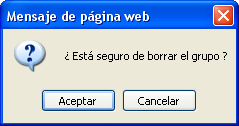 Mensaje de página web
¿ Está seguro de borrar el grupo ?
Aceptar
Cancelar